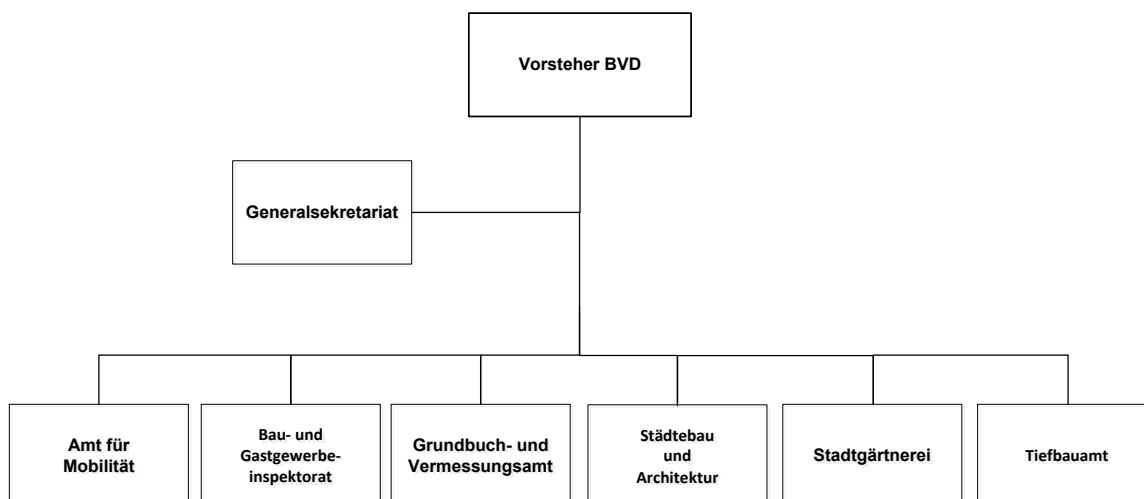 Vorsteher BVD
Generalsekretariat
Amt für
Mobilität
Bau- und
Gastgewerbe-
inspektorat
Grundbuch- und
Vermessungsamt
Städtebau
und
Architektur
Stadtgärtnerei
Tiefbauamt